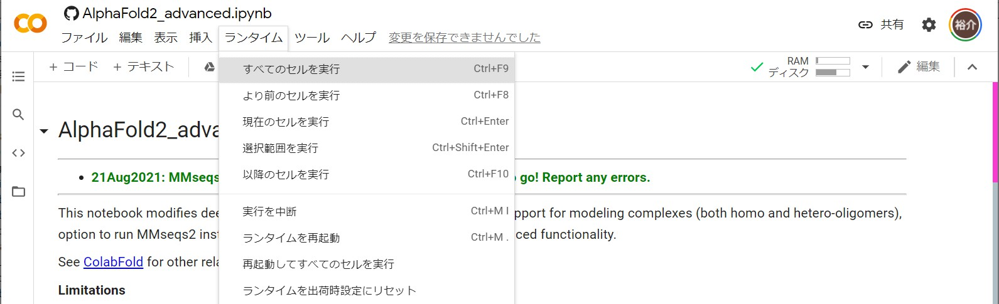 AlphaFold2_advanced.ipynb
ファイル 編集 表示 挿入 ランタイム ツール ヘルプ 変更を保存できませんでした
共有
裕介
+ コード + テキスト
RAM
ディスク
編集
すべてのセルを実行 Ctrl+F9
より前のセルを実行 Ctrl+F8
現在のセルを実行 Ctrl+Enter
選択範囲を実行 Ctrl+Shift+Enter
以降のセルを実行 Ctrl+F10
実行を中断 Ctrl+M I
ランタイムを再起動 Ctrl+M .
再起動してすべてのセルを実行
ランタイムを出荷時設定にリセット
AlphaFold2_adva
21Aug2021: MMseqs go! Report any errors.
This notebook modifies dee pport for modeling complexes (both homo and hetero-oligomers),
option to run MMseqs2 inst ced functionality.
See ColabFold for other rela
Limitations